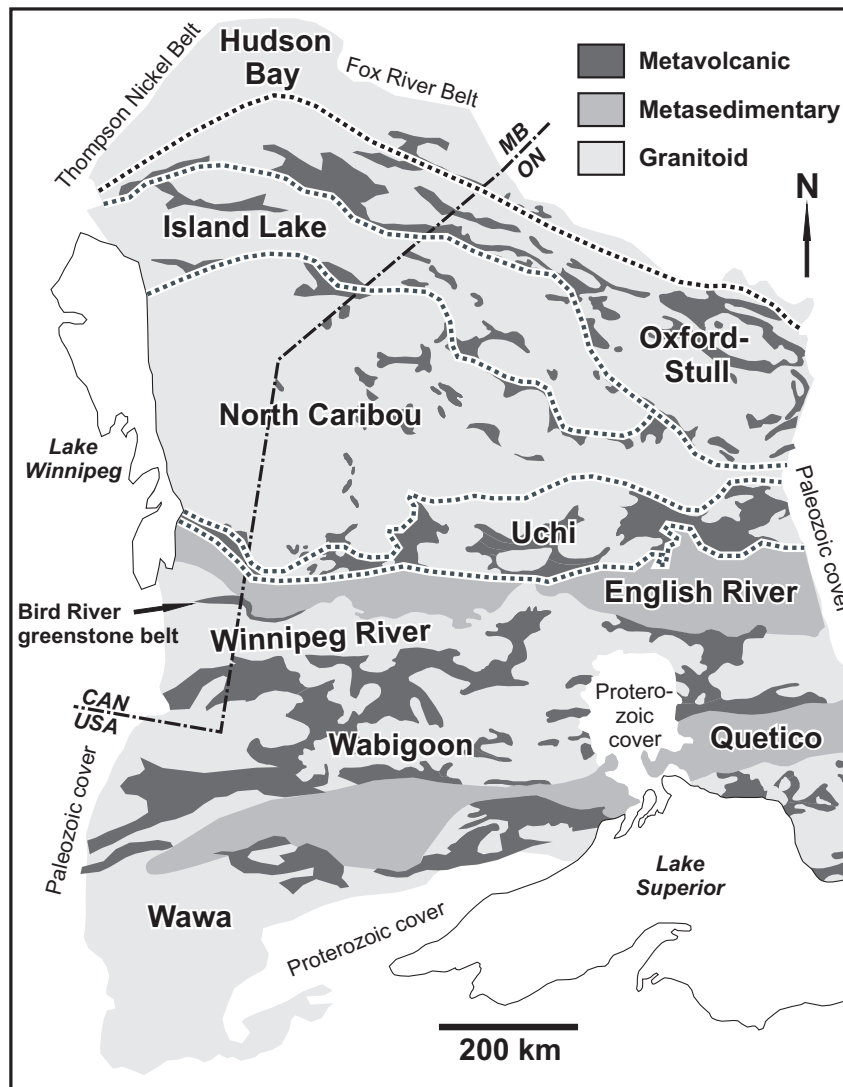 Hudson
Bay
Thompson Nickel Belt
Fox River Belt
Metavolcanic
Metasedimentary
Granitoid
MB
ON
N
Island Lake
Oxford-
Stull
North Caribou
Lake
Winnipeg
Uchi
Paleozoic cover
English River
Bird River
greenstone belt
Winnipeg River
CAN
USA
Protero-
zoic
cover
Wabigoon
Quetico
Paleozoic cover
Lake
Superior
Wawa
Proterozoic cover
200 km